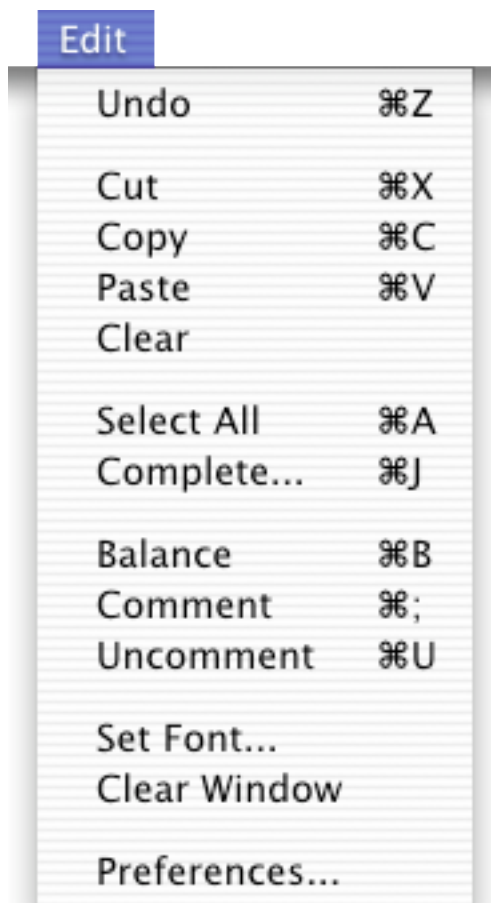 Edit
Undo ⌘Z
Cut ⌘X
Copy ⌘C
Paste ⌘V
Clear
Select All ⌘A
Complete... ⌘J
Balance ⌘B
Comment ⌘;
Uncomment ⌘U
Set Font...
Clear Window
Preferences...